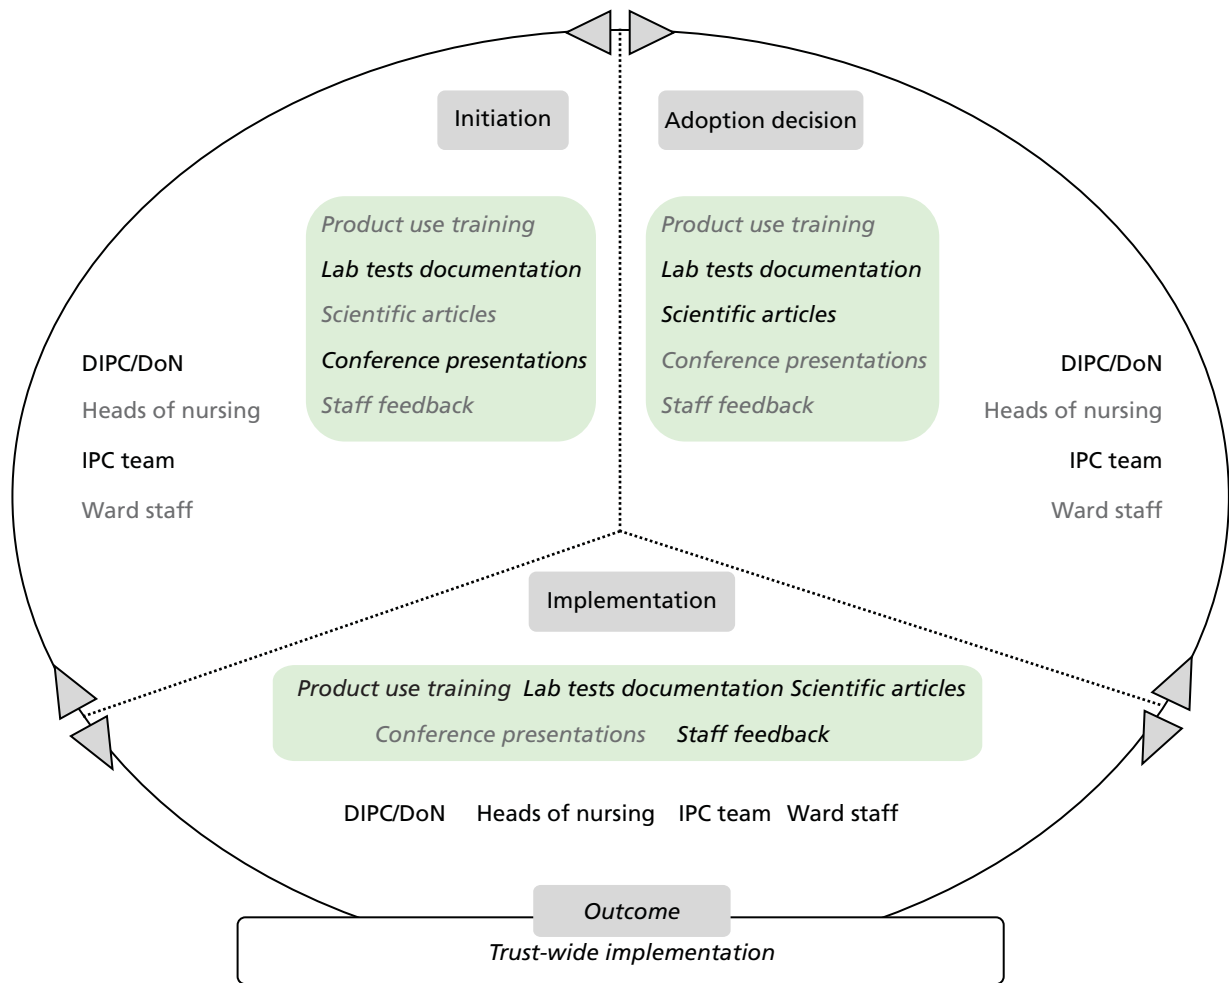 Initiation
Product use training
Lab tests documentation
Scientific articles
Conference presentations
Staff feedback
DIPC/DoN
Heads of nursing
IPC team
Ward staff
Adoption decision
Product use training
Lab tests documentation
Scientific articles
Conference presentations
Staff feedback
DIPC/DoN
Heads of nursing
IPC team
Ward staff
Implementation
Product use training Lab tests documentation Scientific articles
Conference presentations Staff feedback
DIPC/DoN Heads of nursing IPC team Ward staff
Outcome
Trust-wide implementation